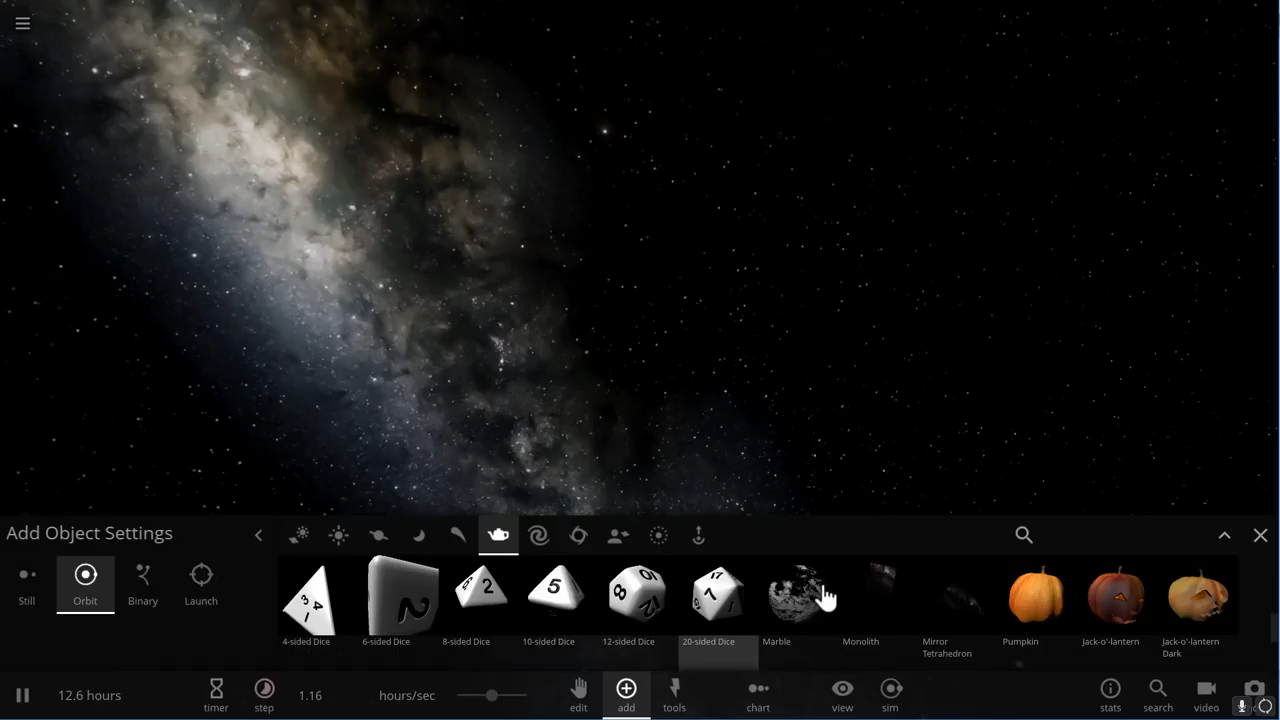 Add Object Settings
Still
Orbit
Binary
Launch
4-sided Dice
6-sided Dice
8-sided Dice
10-sided Dice
12-sided Dice
20-sided Dice
Marble
Monolith
Mirror
Tetrahedron
Pumpkin
Jack-o'-lantern
Jack-o'-lantern
Dark
12.6 hours
timer
step
1.16
hours/sec
edit
add
tools
chart
view
sim
stats
search
video